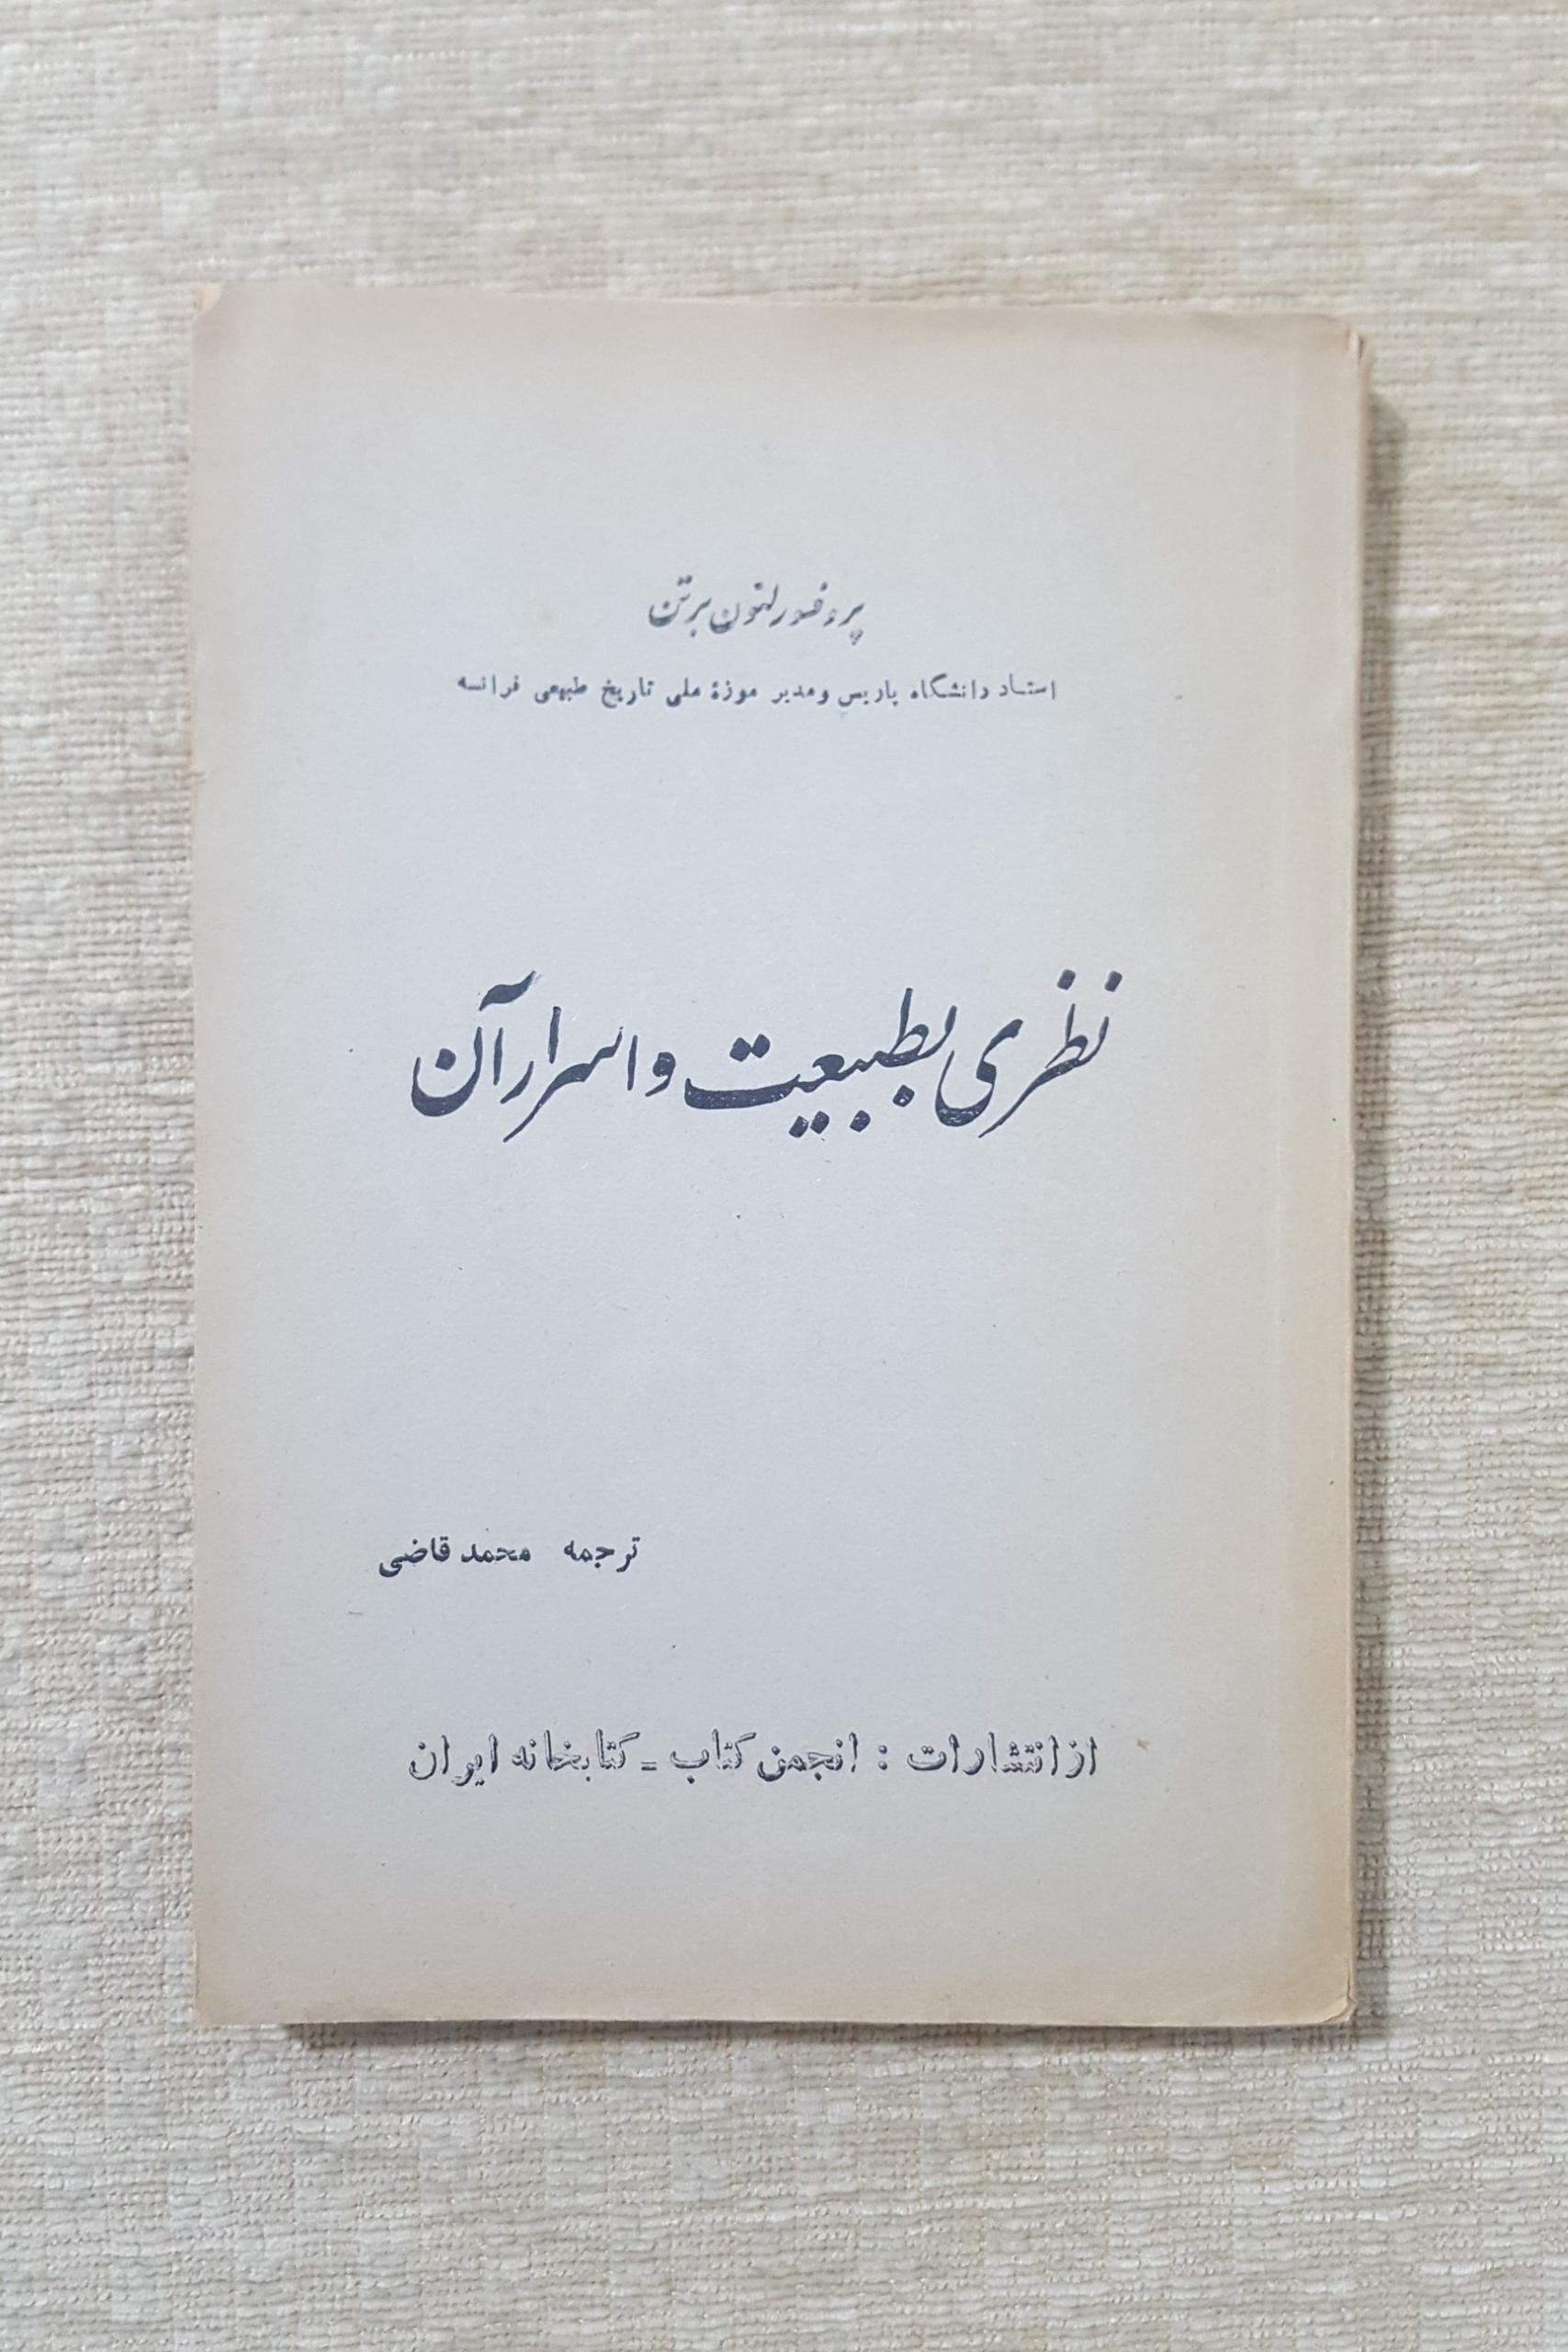 پروفسور لئون برتن
استاد دانشگاه پاریس و مدیر موزهٔ ملی تاریخ طبیعی فرانسه
نظری بطبیعت و اسرار آن
ترجمه محمد قاضی
از انتشارات : انجمن کتاب = کتابخانه ایران